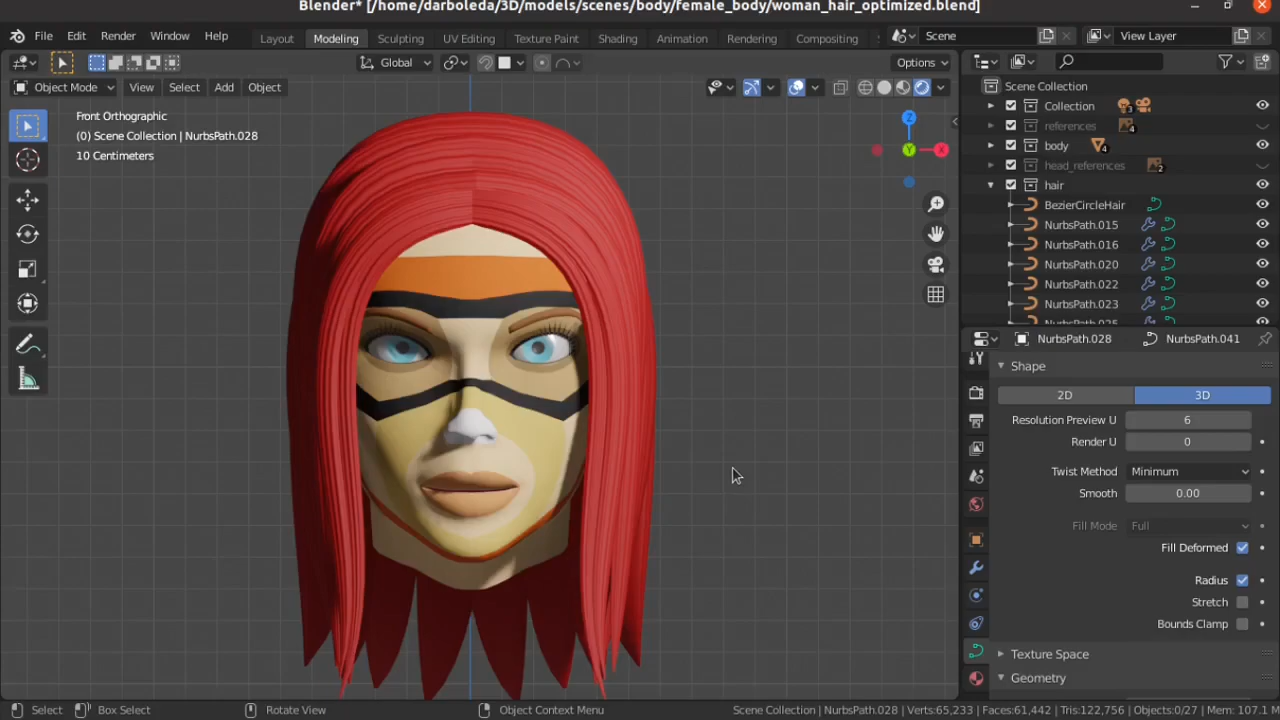 Blender* [/home/darboleda/3D/models/scenes/body/female_body/woman_hair_optimized.blend]
File Edit Render Window Help Layout Modeling Sculpting UV Editing Texture Paint Shading Animation Rendering Compositing Scene View Layer
Global Options
Object Mode View Select Add Object
Front Orthographic
(0) Scene Collection | NurbsPath.028
10 Centimeters
Z
Y
X
Scene Collection
Collection 3
references 4
body 4
head_references 2
hair
BezierCircleHair
NurbsPath.015
NurbsPath.016
NurbsPath.020
NurbsPath.022
NurbsPath.023
NurbsPath.028 NurbsPath.041
Shape
2D 3D
Resolution Preview U 6
Render U 0
Twist Method Minimum
Smooth 0.00
Fill Mode Full
Fill Deformed
Radius
Stretch
Bounds Clamp
Texture Space
Geometry
Select Box Select Rotate View Object Context Menu Scene Collection | NurbsPath.028 | Verts:65,233 | Faces:61,442 | Tris:122,756 | Objects:0/27 | Mem: 107.1 M